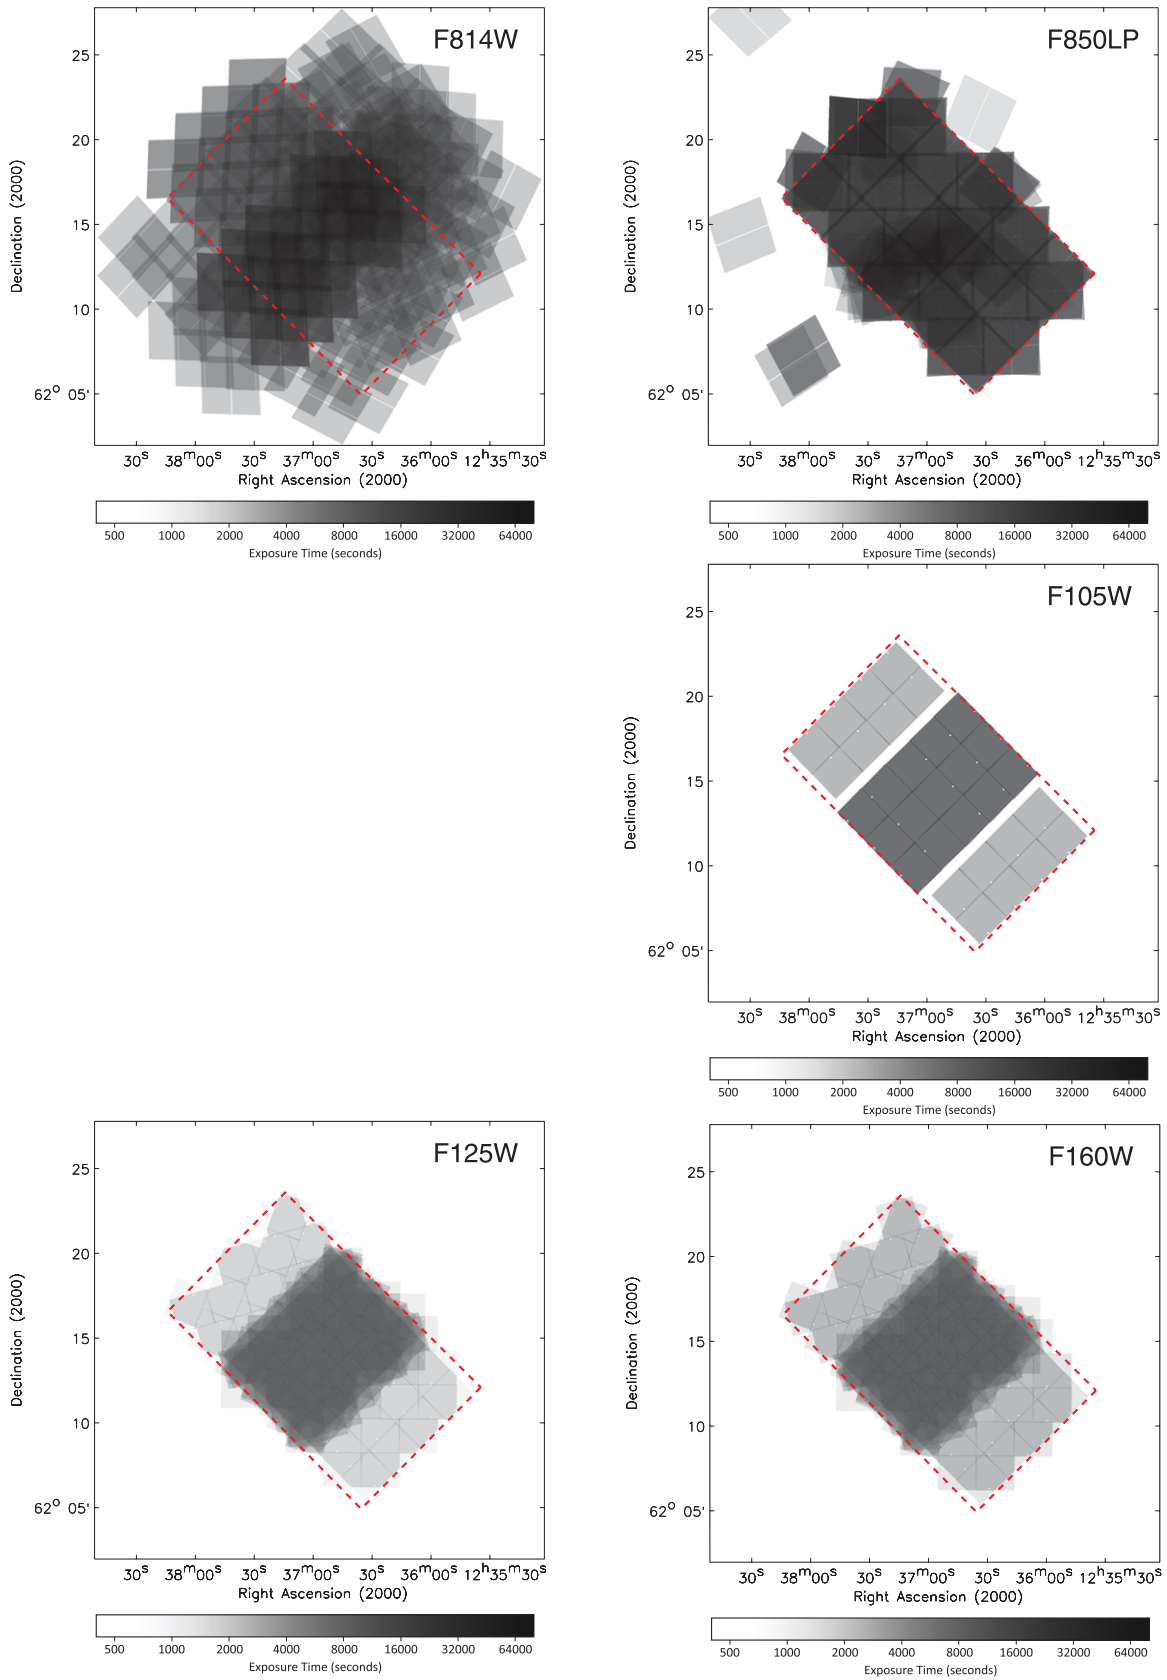 F814W
25
20
15
10
62° 05'
Declination (2000)
30s 38m00s 30s 37m00s 30s 36m00s 12h35m30s
Right Ascension (2000)
500 1000 2000 4000 8000 16000 32000 64000
Exposure Time (seconds)
F850LP
25
20
15
10
62° 05'
Declination (2000)
30s 38m00s 30s 37m00s 30s 36m00s 12h35m30s
Right Ascension (2000)
500 1000 2000 4000 8000 16000 32000 64000
Exposure Time (seconds)
F105W
25
20
15
10
62° 05'
Declination (2000)
30s 38m00s 30s 37m00s 30s 36m00s 12h35m30s
Right Ascension (2000)
500 1000 2000 4000 8000 16000 32000 64000
Exposure Time (seconds)
F125W
25
20
15
10
62° 05'
Declination (2000)
30s 38m00s 30s 37m00s 30s 36m00s 12h35m30s
Right Ascension (2000)
500 1000 2000 4000 8000 16000 32000 64000
Exposure Time (seconds)
F160W
25
20
15
10
62° 05'
Declination (2000)
30s 38m00s 30s 37m00s 30s 36m00s 12h35m30s
Right Ascension (2000)
500 1000 2000 4000 8000 16000 32000 64000
Exposure Time (seconds)